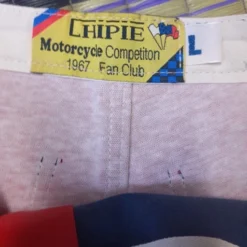 CHIPIE
Motorcycle Competiton
1967 Fan Club
L